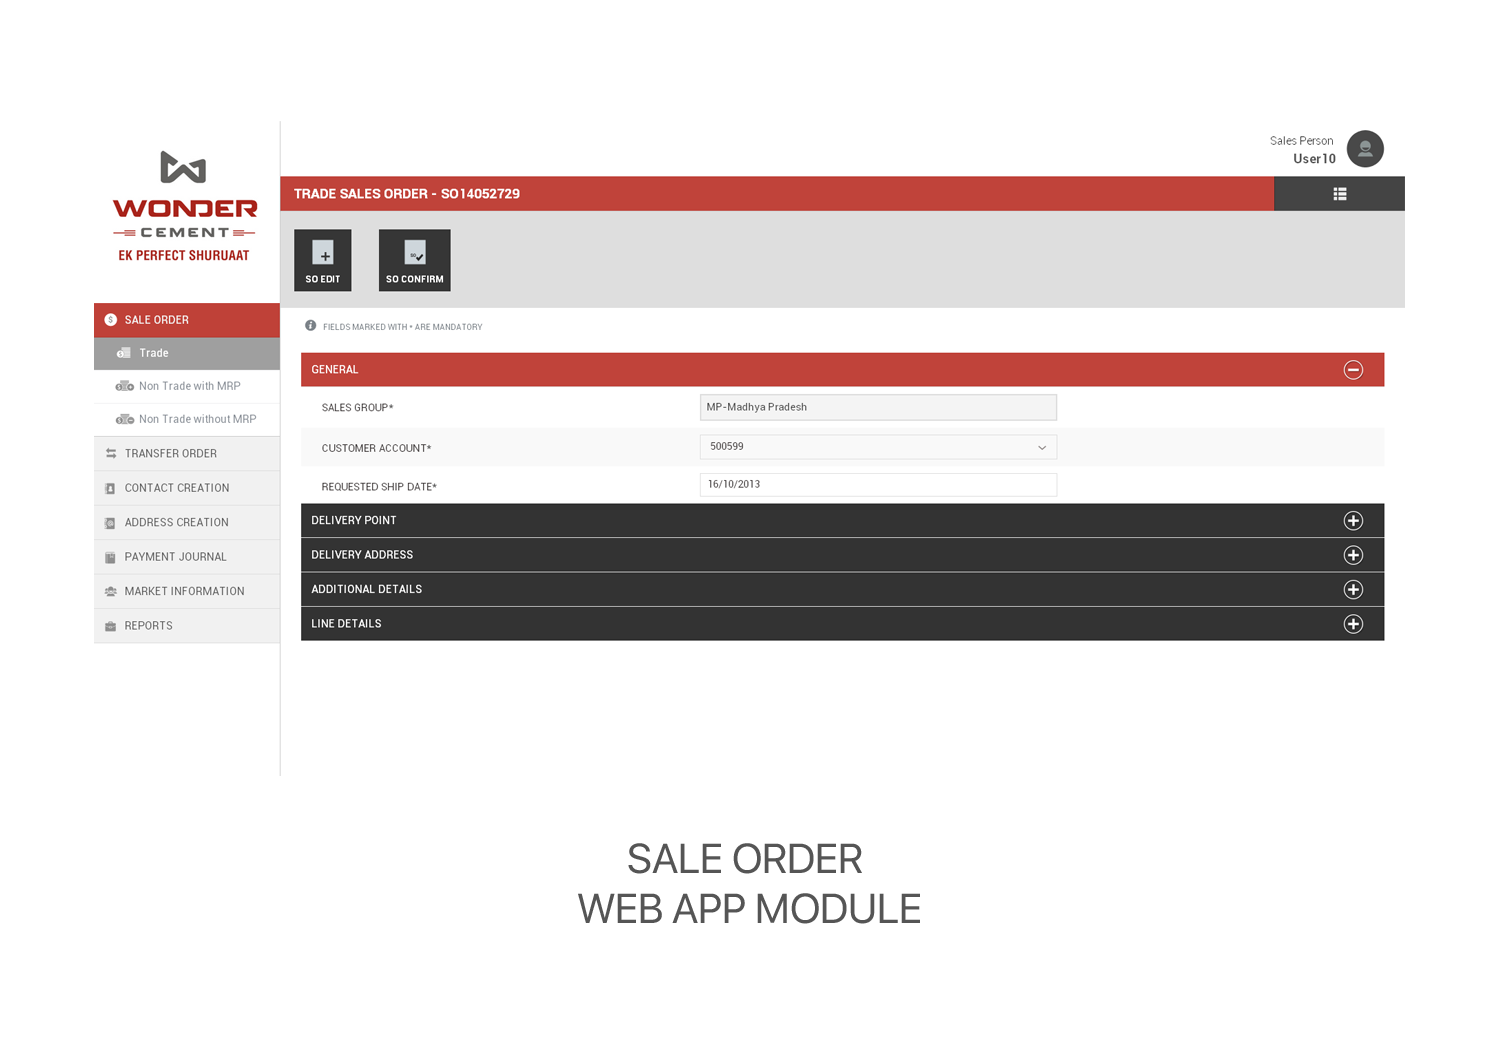 Sales Person
User10
WONDER
CEMENT
EK PERFECT SHURUAAT
TRADE SALES ORDER - SO14052729
SO EDIT
SO
SO CONFIRM
SALE ORDER
Trade
Non Trade with MRP
Non Trade without MRP
TRANSFER ORDER
CONTACT CREATION
ADDRESS CREATION
PAYMENT JOURNAL
MARKET INFORMATION
REPORTS
FIELDS MARKED WITH * ARE MANDATORY
GENERAL
SALES GROUP* MP-Madhya Pradesh
CUSTOMER ACCOUNT* 500599
REQUESTED SHIP DATE* 16/10/2013
DELIVERY POINT
DELIVERY ADDRESS
ADDITIONAL DETAILS
LINE DETAILS
SALE ORDER
WEB APP MODULE